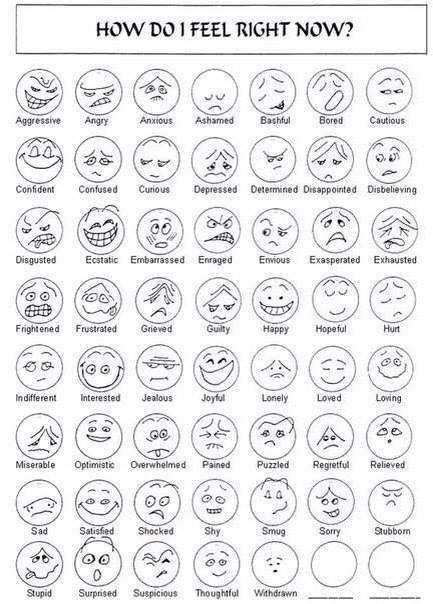 HOW DO I FEEL RIGHT NOW?
Aggressive Angry Anxious Ashamed Bashful Bored Cautious
Confident Confused Curious Depressed Determined Disappointed Disbelieving
Disgusted Ecstatic Embarrassed Enraged Envious Exasperated Exhausted
Frightened Frustrated Grieved Guilty Happy Hopeful Hurt
Indifferent Interested Jealous Joyful Lonely Loved Loving
Miserable Optimistic Overwhelmed Pained Puzzled Regretful Relieved
Sad Satisfied Shocked Shy Smug Sorry Stubborn
Stupid Surprised Suspicious Thoughtful Withdrawn